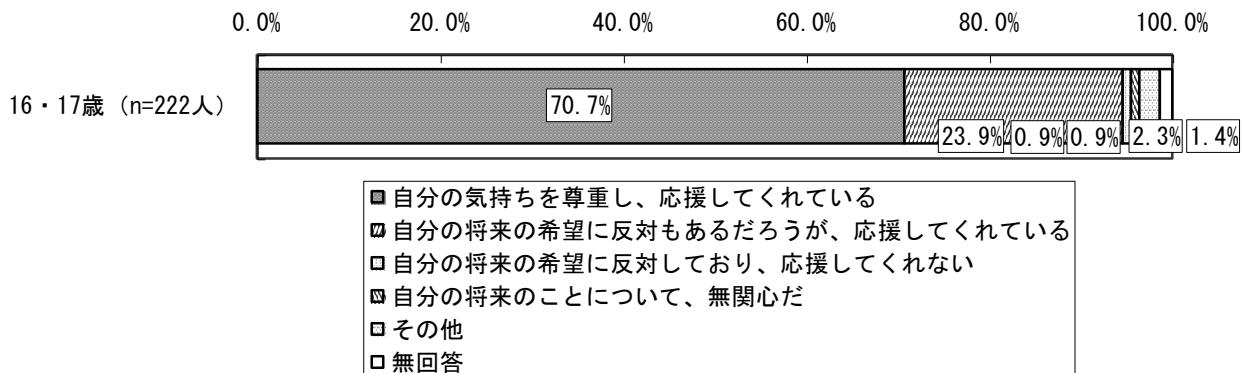 0.0% 20.0% 40.0% 60.0% 80.0% 100.0%
16・17歳（n=222人）
70.7% 23.9% 0.9% 0.9% 2.3% 1.4%
自分の気持ちを尊重し、応援してくれている
自分の将来の希望に反対もあるだろうが、応援してくれている
自分の将来の希望に反対しており、応援してくれない
自分の将来のことについて、無関心だ
その他
無回答